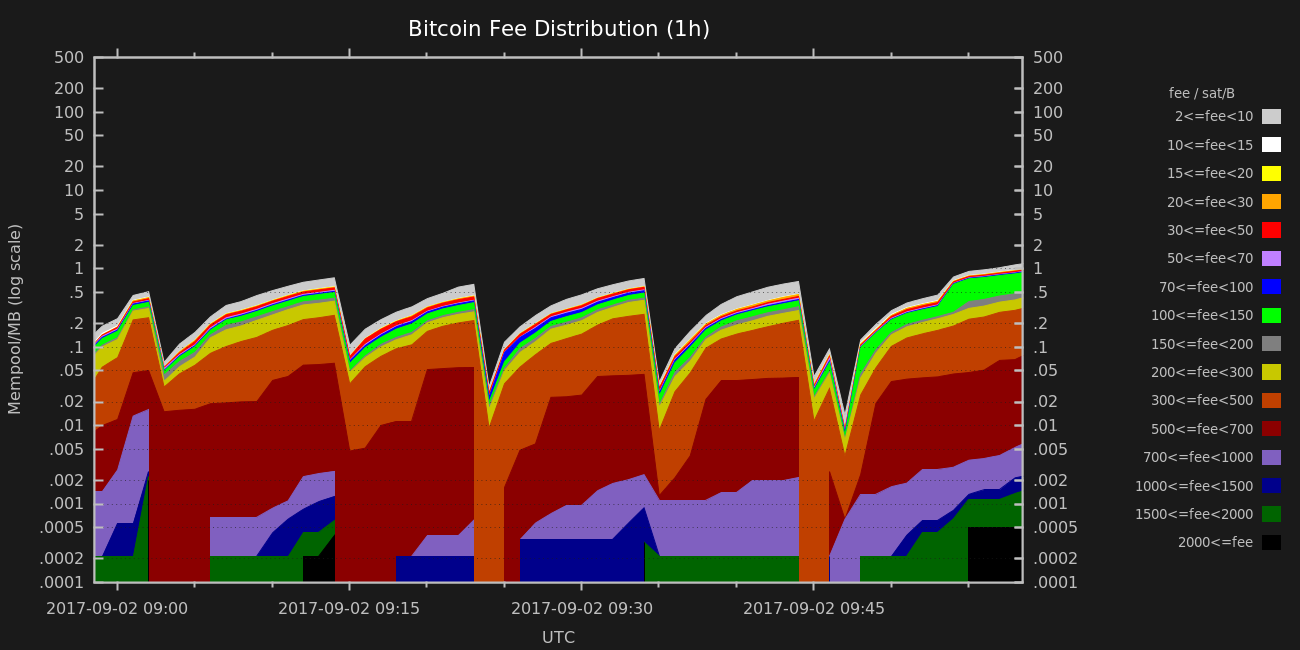 Bitcoin Fee Distribution (1h)
500 500
200 200
100 100
50 50
20 20
10 10
5 5
2 2
1 1
.5 .5
.2 .2
.1 .1
.05 .05
.02 .02
.01 .01
.005 .005
.002 .002
.001 .001
.0005 .0005
.0002 .0002
.0001 .0001
Mempool/MB (log scale)
2017-09-02 09:00 2017-09-02 09:15 2017-09-02 09:30 2017-09-02 09:45
UTC
fee / sat/B
2<=fee<10
10<=fee<15
15<=fee<20
20<=fee<30
30<=fee<50
50<=fee<70
70<=fee<100
100<=fee<150
150<=fee<200
200<=fee<300
300<=fee<500
500<=fee<700
700<=fee<1000
1000<=fee<1500
1500<=fee<2000
2000<=fee